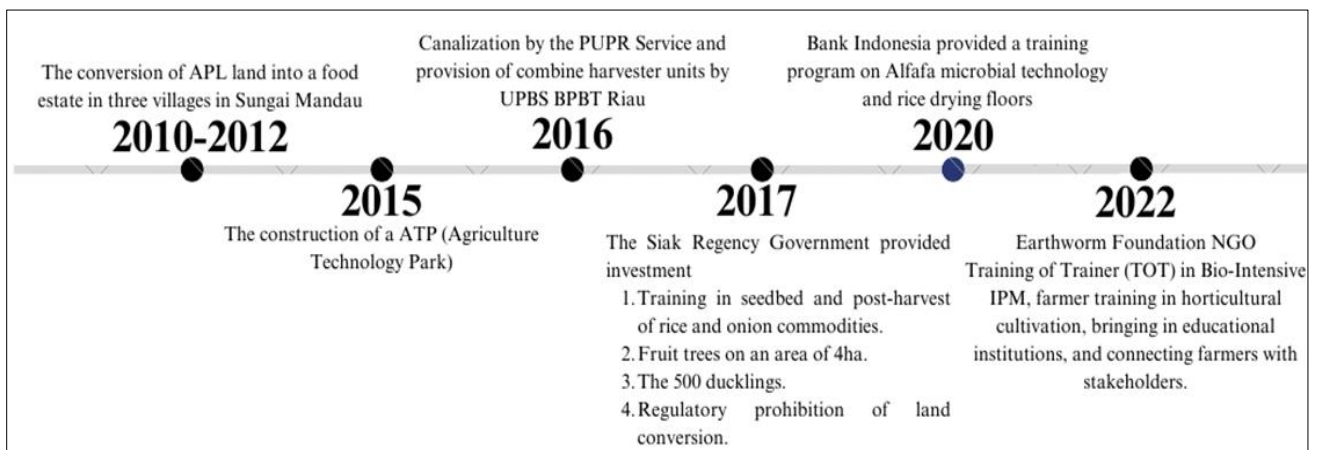 The conversion of APL land into a food
estate in three villages in Sungai Mandau
2010-2012
2015
The construction of a ATP (Agriculture
Technology Park)
Canalization by the PUPR Service and
provision of combine harvester units by
UPBS BPBT Riau
2016
2017
The Siak Regency Government provided
investment
1. Training in seedbed and post-harvest
of rice and onion commodities.
2. Fruit trees on an area of 4ha.
3. The 500 ducklings.
4. Regulatory prohibition of land
conversion.
Bank Indonesia provided a training
program on Alfafa microbial technology
and rice drying floors
2020
2022
Earthworm Foundation NGO
Training of Trainer (TOT) in Bio-Intensive
IPM, farmer training in horticultural
cultivation, bringing in educational
institutions, and connecting farmers with
stakeholders.